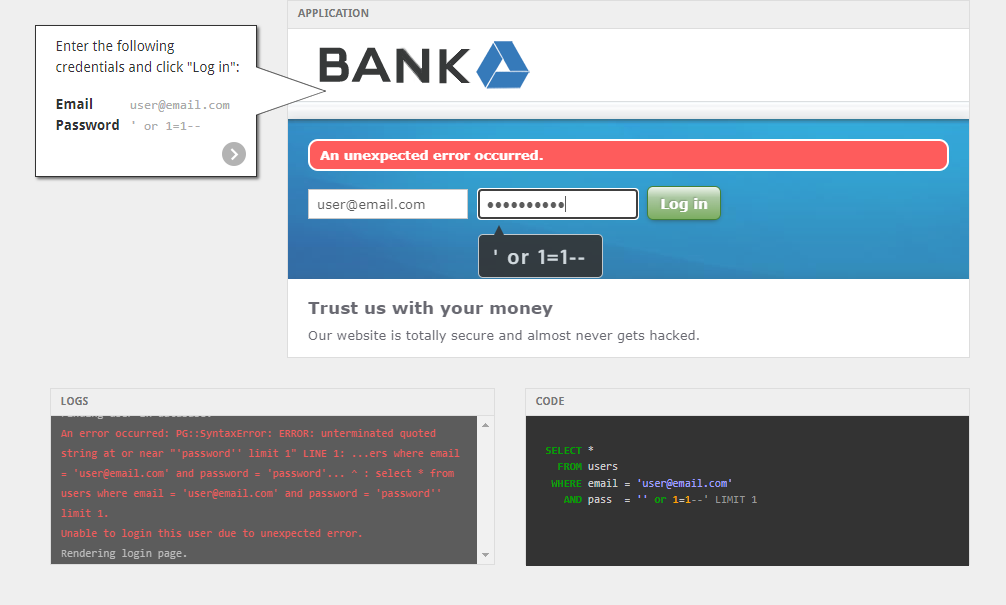 APPLICATION
Enter the following
credentials and click "Log in":
Email user@email.com
Password ' or 1=1--
BANK
An unexpected error occurred.
user@email.com ●●●●●●●●●● Log in
' or 1=1--
Trust us with your money
Our website is totally secure and almost never gets hacked.
LOGS
An error occurred: PG::SyntaxError: ERROR: unterminated quoted
string at or near "'password'' limit 1" LINE 1: ...ers where email
= 'user@email.com' and password = 'password'... ^ : select * from
users where email = 'user@email.com' and password = 'password''
limit 1.
Unable to login this user due to unexpected error.
Rendering login page.
CODE
SELECT *
FROM users
WHERE email = 'user@email.com'
AND pass = '' or 1=1--' LIMIT 1